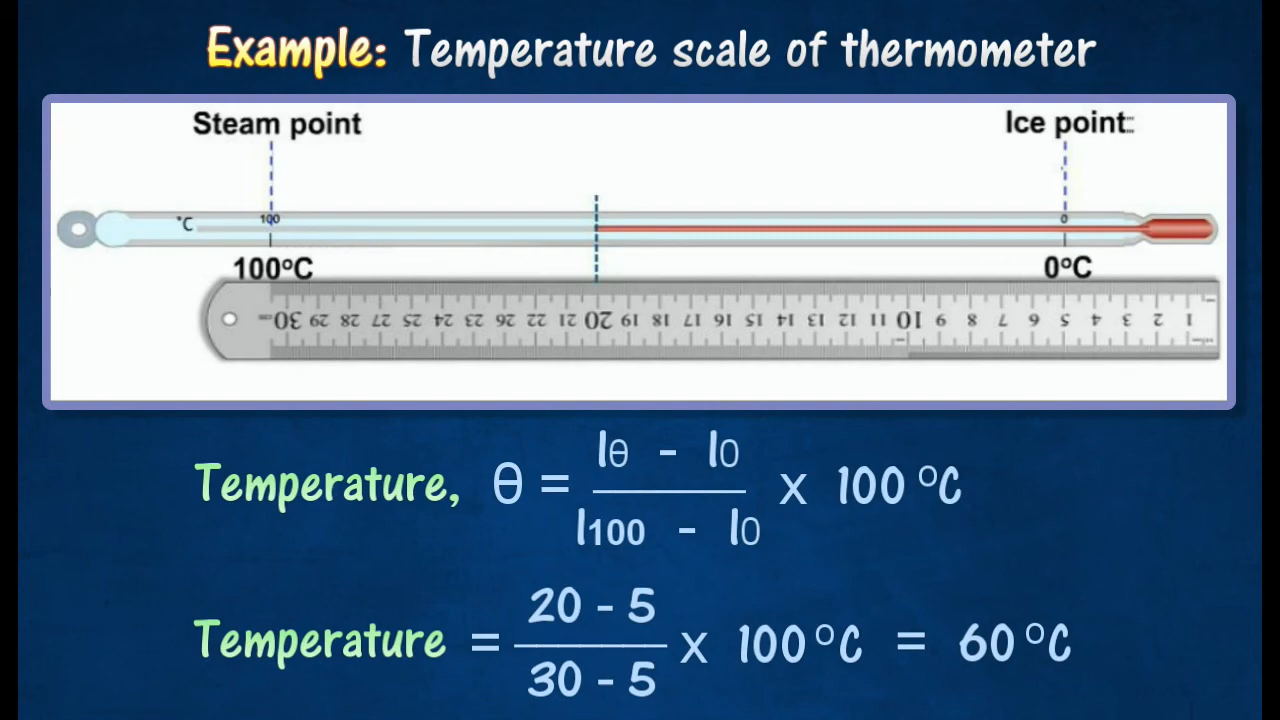 Example: Temperature scale of thermometer
Steam point
Ice point:
°C
100
0
100°C
0°C
30 29 28 27 26 25 24 23 26 22 21 20 19 18 17 16 15 14 13 12 11 10 9 8 7 6 5 4 3 2 1
Temperature, θ = lθ - l0 / l100 - l0 x 100 °C
Temperature = 20 - 5 / 30 - 5 x 100 °C = 60 °C